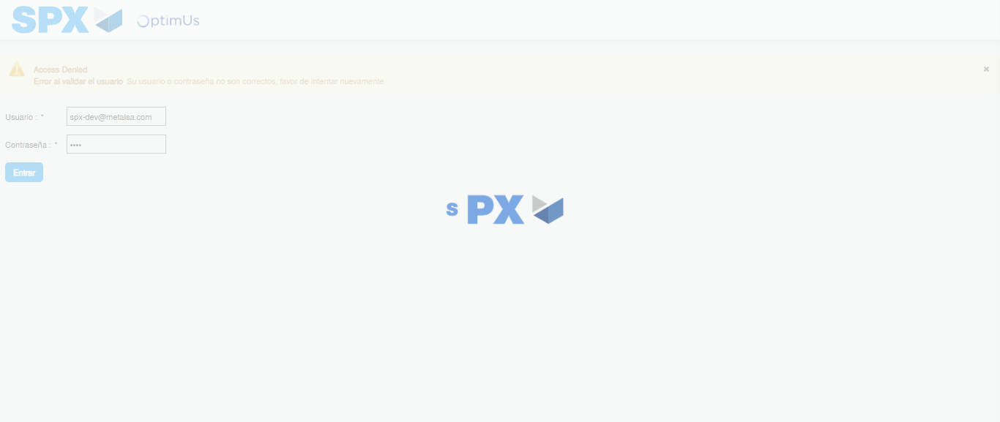 SPX OptimUs
Access Denied
Error al validar el usuario Su usuario o contraseña no son correctos, favor de intentar nuevamente
Usuario : * spx-dev@metalsa.com
Contraseña : * ••••
Entrar
s PX